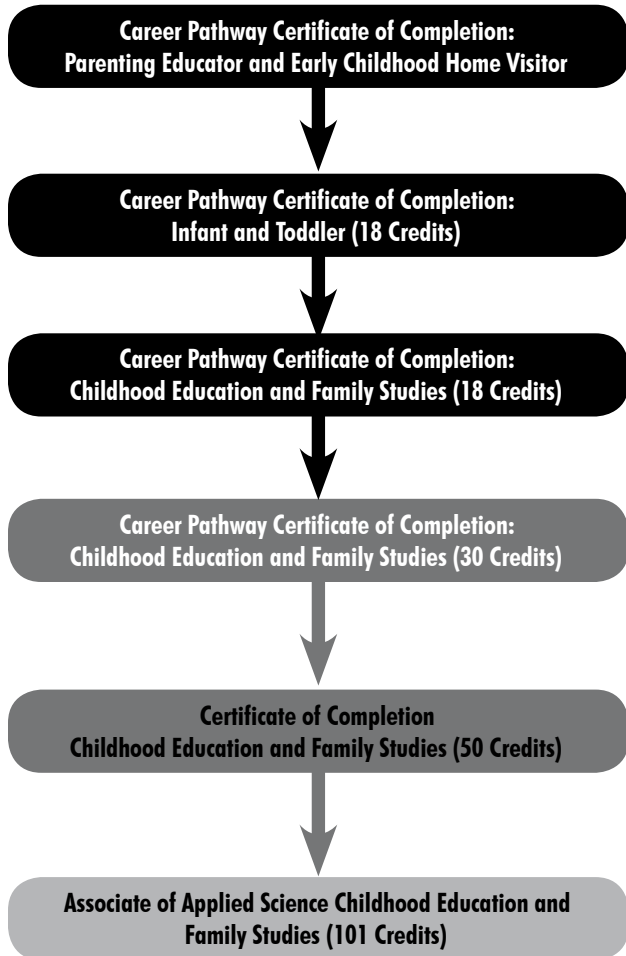 Career Pathway Certificate of Completion:
Parenting Educator and Early Childhood Home Visitor
Career Pathway Certificate of Completion:
Infant and Toddler (18 Credits)
Career Pathway Certificate of Completion:
Childhood Education and Family Studies (18 Credits)
Career Pathway Certificate of Completion:
Childhood Education and Family Studies (30 Credits)
Certificate of Completion
Childhood Education and Family Studies (50 Credits)
Associate of Applied Science Childhood Education and
Family Studies (101 Credits)